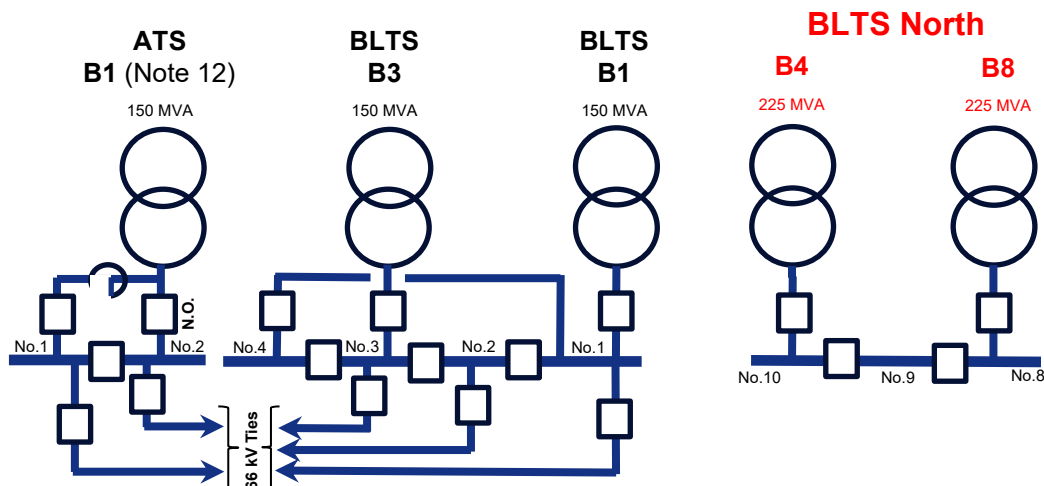 ATS
B1 (Note 12)
150 MVA
BLTS
B3
150 MVA
BLTS
B1
150 MVA
BLTS North
B4
225 MVA
B8
225 MVA
N.O.
No.1
No.2
No.4
No.3
No.2
No.1
No.10
No.9
No.8
66 kV Ties